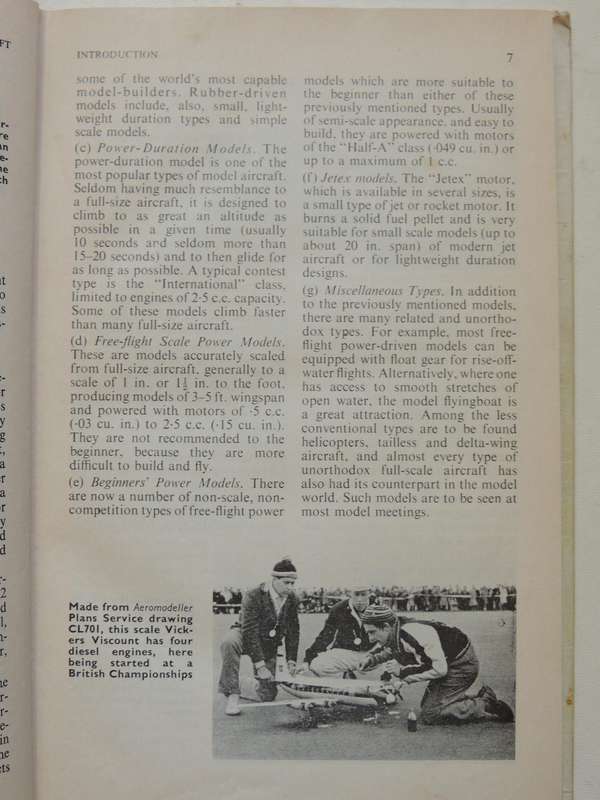 INTRODUCTION
7
some of the world's most capable
model-builders. Rubber-driven
models include, also, small, light-
weight duration types and simple
scale models.
(c) Power-Duration Models. The
power-duration model is one of the
most popular types of model aircraft.
Seldom having much resemblance to
a full-size aircraft, it is designed to
climb to as great an altitude as
possible in a given time (usually
10 seconds and seldom more than
15–20 seconds) and to then glide for
as long as possible. A typical contest
type is the "International" class,
limited to engines of 2·5 c.c. capacity.
Some of these models climb faster
than many full-size aircraft.
(d) Free-flight Scale Power Models.
These are models accurately scaled
from full-size aircraft, generally to a
scale of 1 in. or 1½ in. to the foot,
producing models of 3–5 ft. wingspan
and powered with motors of ·5 c.c.
(·03 cu. in.) to 2·5 c.c. (·15 cu. in.).
They are not recommended to the
beginner, because they are more
difficult to build and fly.
(e) Beginners' Power Models. There
are now a number of non-scale, non-
competition types of free-flight power
models which are more suitable to
the beginner than either of these
previously mentioned types. Usually
of semi-scale appearance, and easy to
build, they are powered with motors
of the "Half-A" class (·049 cu. in.) or
up to a maximum of 1 c.c.
(f) Jetex models. The "Jetex" motor,
which is available in several sizes, is
a small type of jet or rocket motor. It
burns a solid fuel pellet and is very
suitable for small scale models (up to
about 20 in. span) of modern jet
aircraft or for lightweight duration
designs.
(g) Miscellaneous Types. In addition
to the previously mentioned models,
there are many related and unortho-
dox types. For example, most free-
flight power-driven models can be
equipped with float gear for rise-off-
water flights. Alternatively, where one
has access to smooth stretches of
open water, the model flyingboat is
a great attraction. Among the less
conventional types are to be found
helicopters, tailless and delta-wing
aircraft, and almost every type of
unorthodox full-scale aircraft has
also had its counterpart in the model
world. Such models are to be seen at
most model meetings.
Made from Aeromodeller
Plans Service drawing
CL701, this scale Vick-
ers Viscount has four
diesel engines, here
being started at a
British Championships